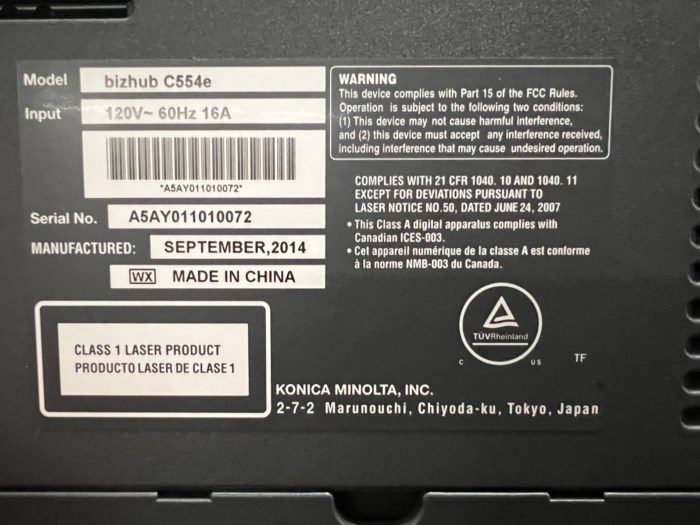 Model bizhub C554e
Input 120V~ 60Hz 16A
*A5AY011010072*
Serial No. A5AY011010072
MANUFACTURED: SEPTEMBER,2014
WX MADE IN CHINA
CLASS 1 LASER PRODUCT
PRODUCTO LASER DE CLASE 1
WARNING
This device complies with Part 15 of the FCC Rules.
Operation is subject to the following two conditions:
(1) This device may not cause harmful interference,
and (2) this device must accept any interference received,
including interference that may cause undesired operation.
COMPLIES WITH 21 CFR 1040. 10 AND 1040. 11
EXCEPT FOR DEVIATIONS PURSUANT TO
LASER NOTICE NO.50, DATED JUNE 24, 2007
• This Class A digital apparatus complies with
Canadian ICES-003.
• Cet appareil numérique de la classe A est conforme
à la norme NMB-003 du Canada.
TÜVRheinland
C US
TF
KONICA MINOLTA, INC.
2-7-2 Marunouchi, Chiyoda-ku, Tokyo, Japan